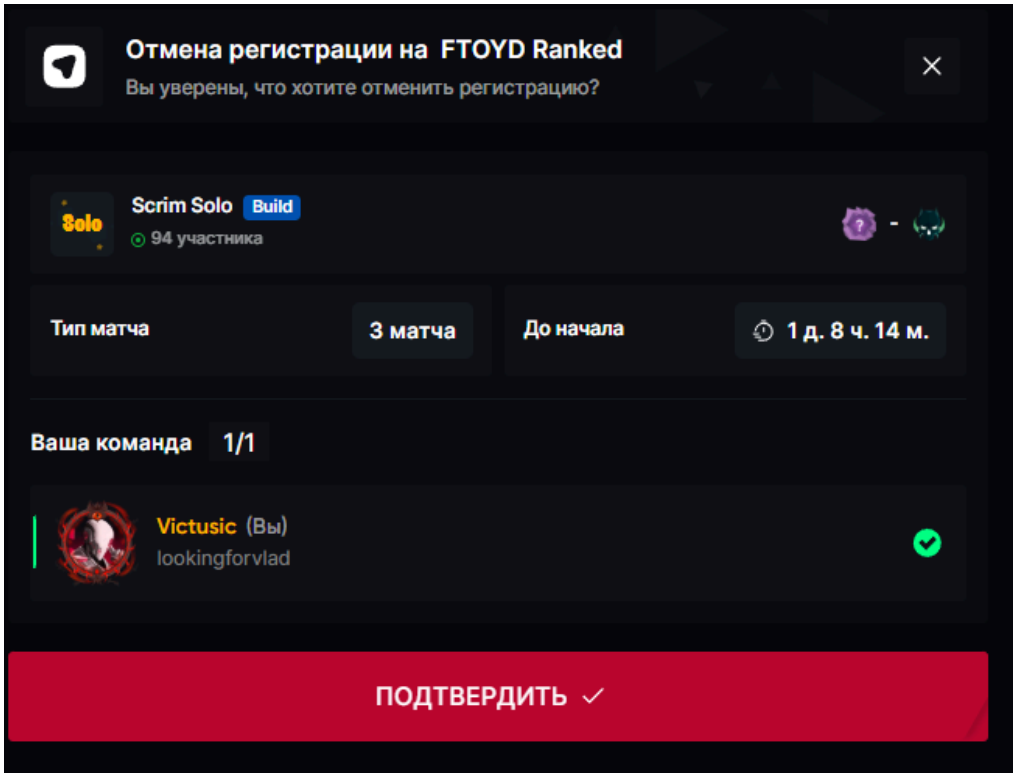 Отмена регистрации на FTOYD Ranked
Вы уверены, что хотите отменить регистрацию?
Solo
Scrim Solo Build
94 участника
? -
Тип матча
3 матча
До начала
1 д. 8 ч. 14 м.
Ваша команда 1/1
Victusic (Вы)
lookingforvlad
ПОДТВЕРДИТЬ